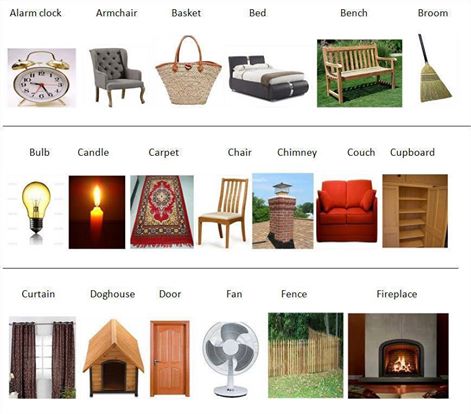 Alarm clock Armchair Basket Bed Bench Broom
Bulb Candle Carpet Chair Chimney Couch Cupboard
Curtain Doghouse Door Fan Fence Fireplace